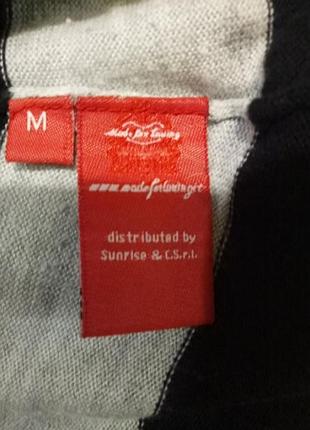 M
Made for Loving
www.madeforloving.it
distributed by
Sunrise & C.S.r.l.